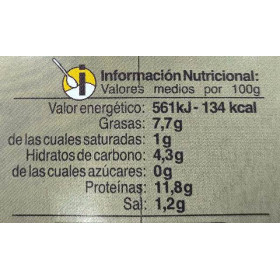 i Información Nutricional:
Valores medios por 100g
Valor energético: 561kJ - 134 kcal
Grasas: 7,7g
de las cuales saturadas: 1g
Hidratos de carbono: 4,3g
de los cuales azúcares: 0g
Proteínas: 11,8g
Sal: 1,2g